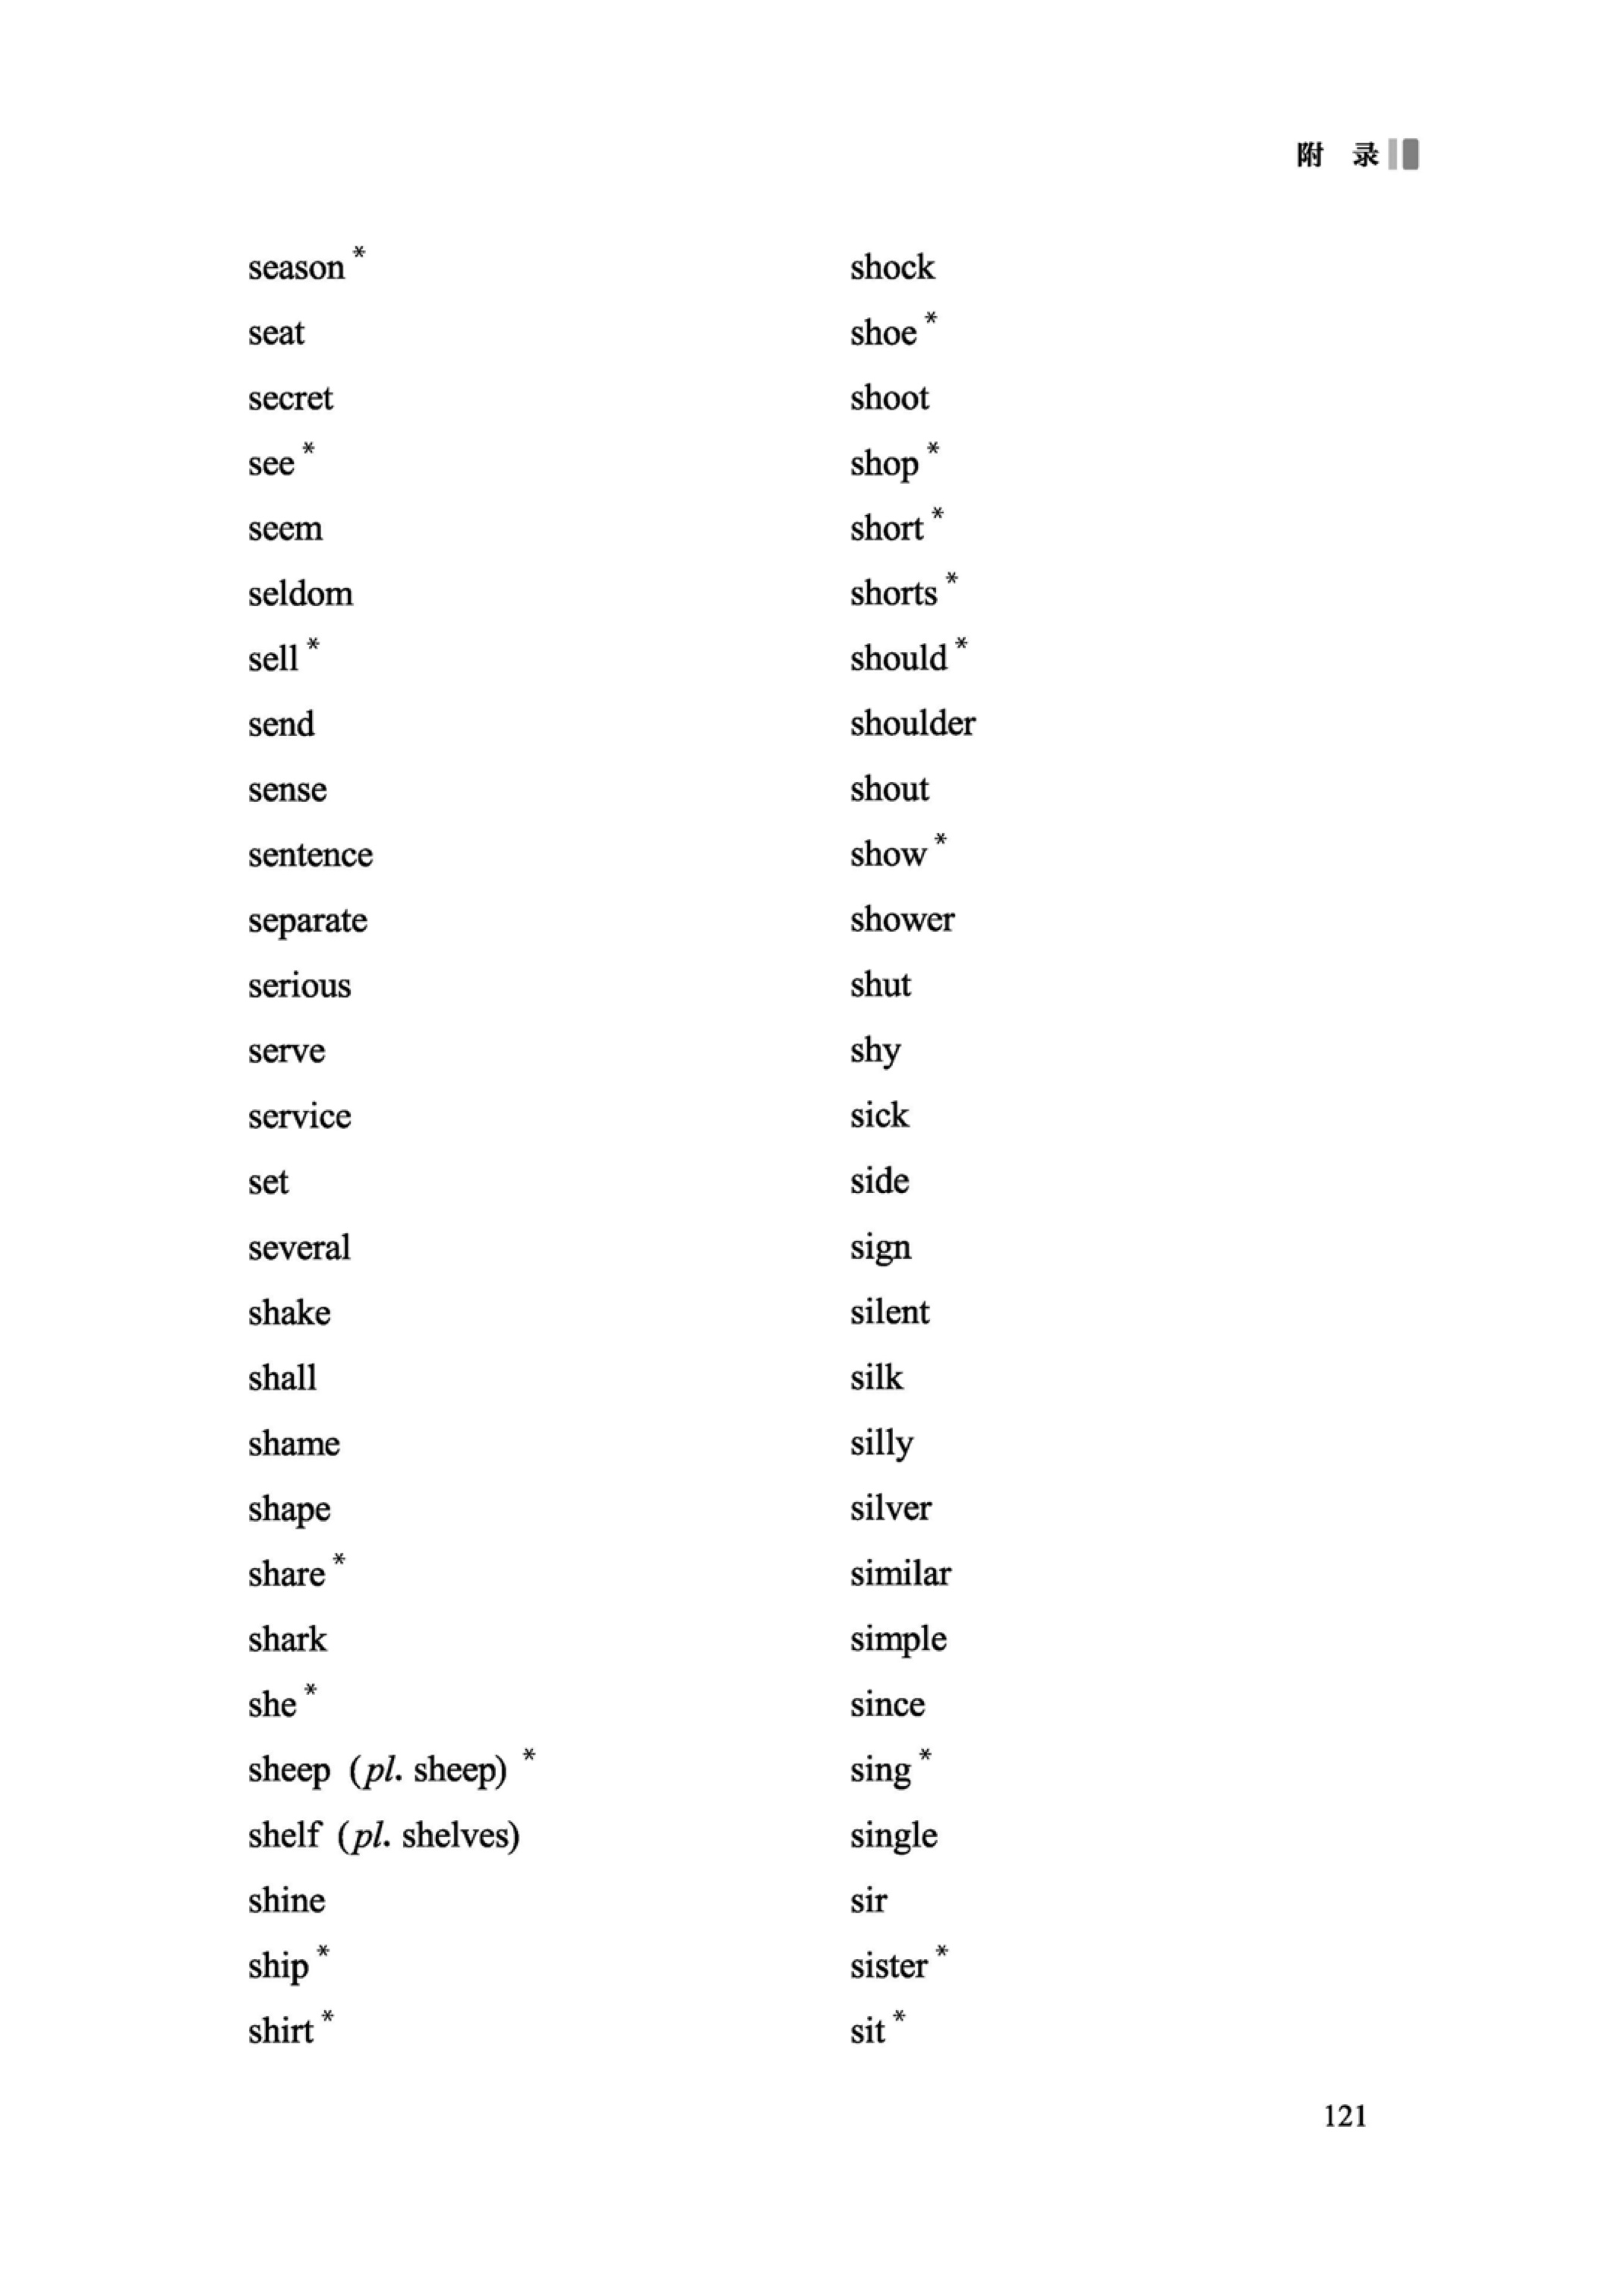 附 录
season *
seat
secret
see *
seem
seldom
sell *
send
sense
sentence
separate
serious
serve
service
set
several
shake
shall
shame
shape
share *
shark
she *
sheep (pl. sheep) *
shelf (pl. shelves)
shine
ship *
shirt *
shock
shoe *
shoot
shop *
short *
shorts *
should *
shoulder
shout
show *
shower
shut
shy
sick
side
sign
silent
silk
silly
silver
similar
simple
since
sing *
single
sir
sister *
sit *
121